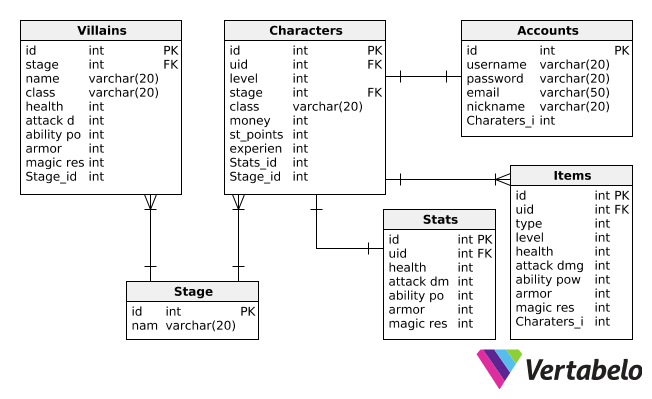 Villains
id int PK
stage int FK
name varchar(20)
class varchar(20)
health int
attack d int
ability po int
armor int
magic res int
Stage_id int
Characters
id int PK
uid int FK
level int
stage int FK
class varchar(20)
money int
st_points int
experien int
Stats_id int
Stage_id int
Accounts
id int PK
username varchar(20)
password varchar(20)
email varchar(50)
nickname varchar(20)
Charaters_i int
Items
id int PK
uid int FK
type int
level int
health int
attack dmg int
ability pow int
armor int
magic res int
Charaters_i int
Stats
id int PK
uid int FK
health int
attack dm int
ability po int
armor int
magic res int
Stage
id int PK
nam varchar(20)
Vertabelo